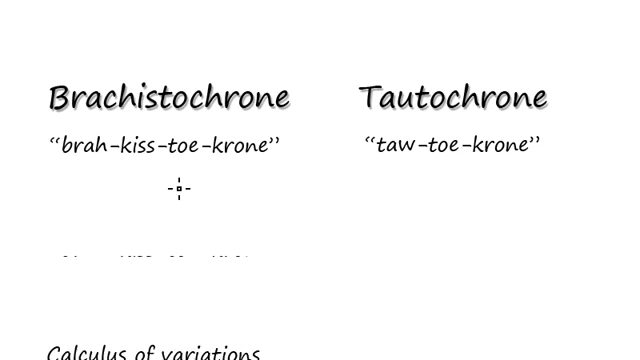 Brachistochrone Tautochrone
“brah-kiss-toe-krone” “taw-toe-krone”
Calculus of variations